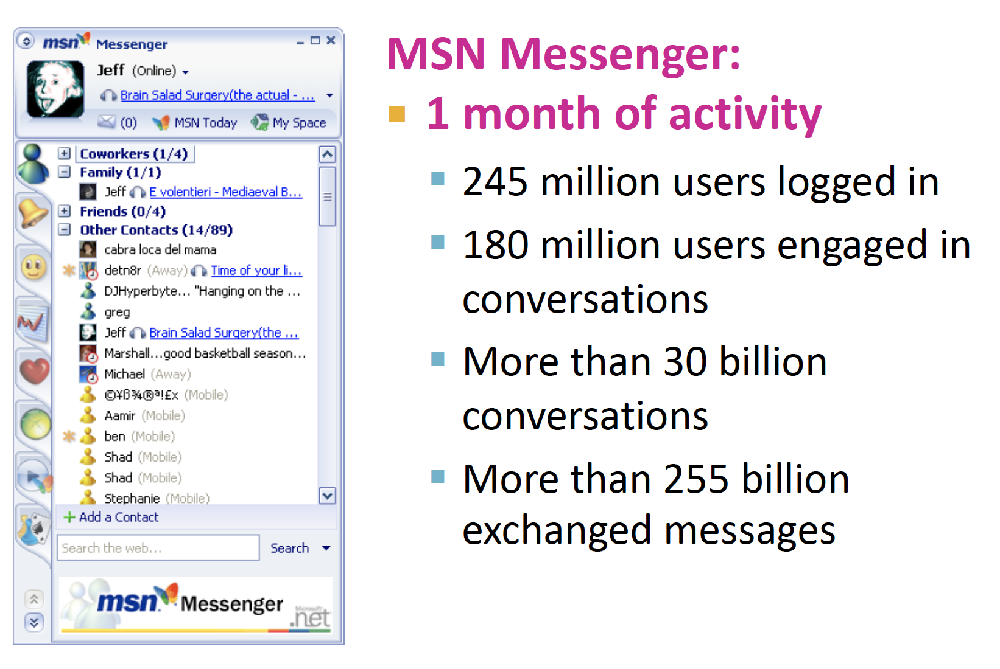 msn Messenger
Jeff (Online)
Brain Salad Surgery(the actual - ...
(0) MSN Today My Space
Coworkers (1/4)
Family (1/1)
Jeff E volentieri - Mediaeval B...
Friends (0/4)
Other Contacts (14/89)
cabra loca del mama
detn8r (Away) Time of your li...
DJHyperbyte... "Hanging on the ...
greg
Jeff Brain Salad Surgery(the ...
Marshall...good basketball season...
Michael (Away)
©¥ß¾®ª!£x (Mobile)
Aamir (Mobile)
ben (Mobile)
Shad (Mobile)
Shad (Mobile)
Stephanie (Mobile)
Add a Contact
Search the web... Search
msn Messenger
Microsoft
.net
MSN Messenger:
1 month of activity
245 million users logged in
180 million users engaged in
conversations
More than 30 billion
conversations
More than 255 billion
exchanged messages